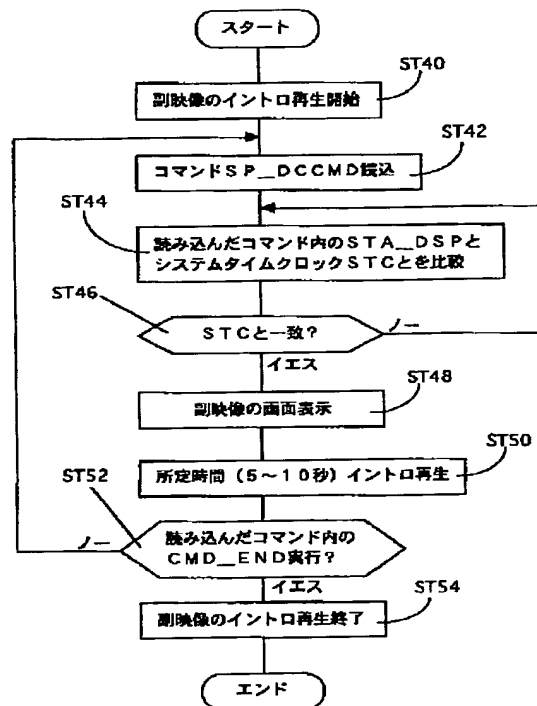 スタート
ST40
副映像のイントロ再生開始
ST42
コマンドSP__DCCMD読込
ST44
読み込んだコマンド内のSTA__DSPと
システムタイムクロックSTCとを比較
ST46
STCと一致?
ノー
イエス
ST48
副映像の画面表示
ST50
所定時間(5~10秒)イントロ再生
ST52
読み込んだコマンド内の
CMD__END実行?
ノー
イエス
ST54
副映像のイントロ再生終了
エンド